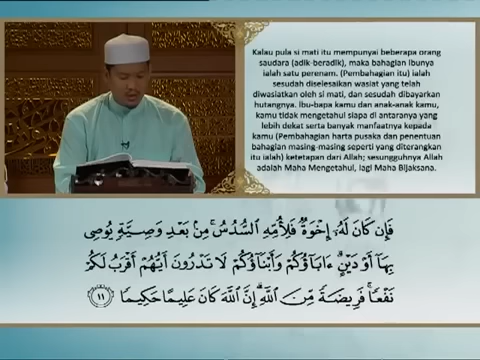 Kalau pula si mati itu mempunyai beberapa orang
saudara (adik-beradik), maka bahagian ibunya
ialah satu perenam. (Pembahagian itu) ialah
sesudah diselesaikan wasiat yang telah
diwasiatkan oleh si mati, dan sesudah dibayarkan
hutangnya. Ibu-bapa kamu dan anak-anak kamu,
kamu tidak mengetahui siapa di antaranya yang
lebih dekat serta banyak manfaatnya kepada
kamu (Pembahagian harta pusaka dan penentuan
bahagian masing-masing seperti yang diterangkan
itu ialah) ketetapan dari Allah; sesungguhnya Allah
adalah Maha Mengetahui, lagi Maha Bijaksana.
فَإِن كَانَ لَهُۥٓ إِخْوَةٌ فَلِأُمِّهِ ٱلسُّدُسُ ۚ مِنۢ بَعْدِ وَصِيَّةٍ يُوصِى
بِهَآ أَوْ دَيْنٍ ۗ ءَابَآؤُكُمْ وَأَبْنَآؤُكُمْ لَا تَدْرُونَ أَيُّهُمْ أَقْرَبُ لَكُمْ
نَفْعًا ۚ فَرِيضَةً مِّنَ ٱللَّهِ ۗ إِنَّ ٱللَّهَ كَانَ عَلِيمًا حَكِيمًا ١١